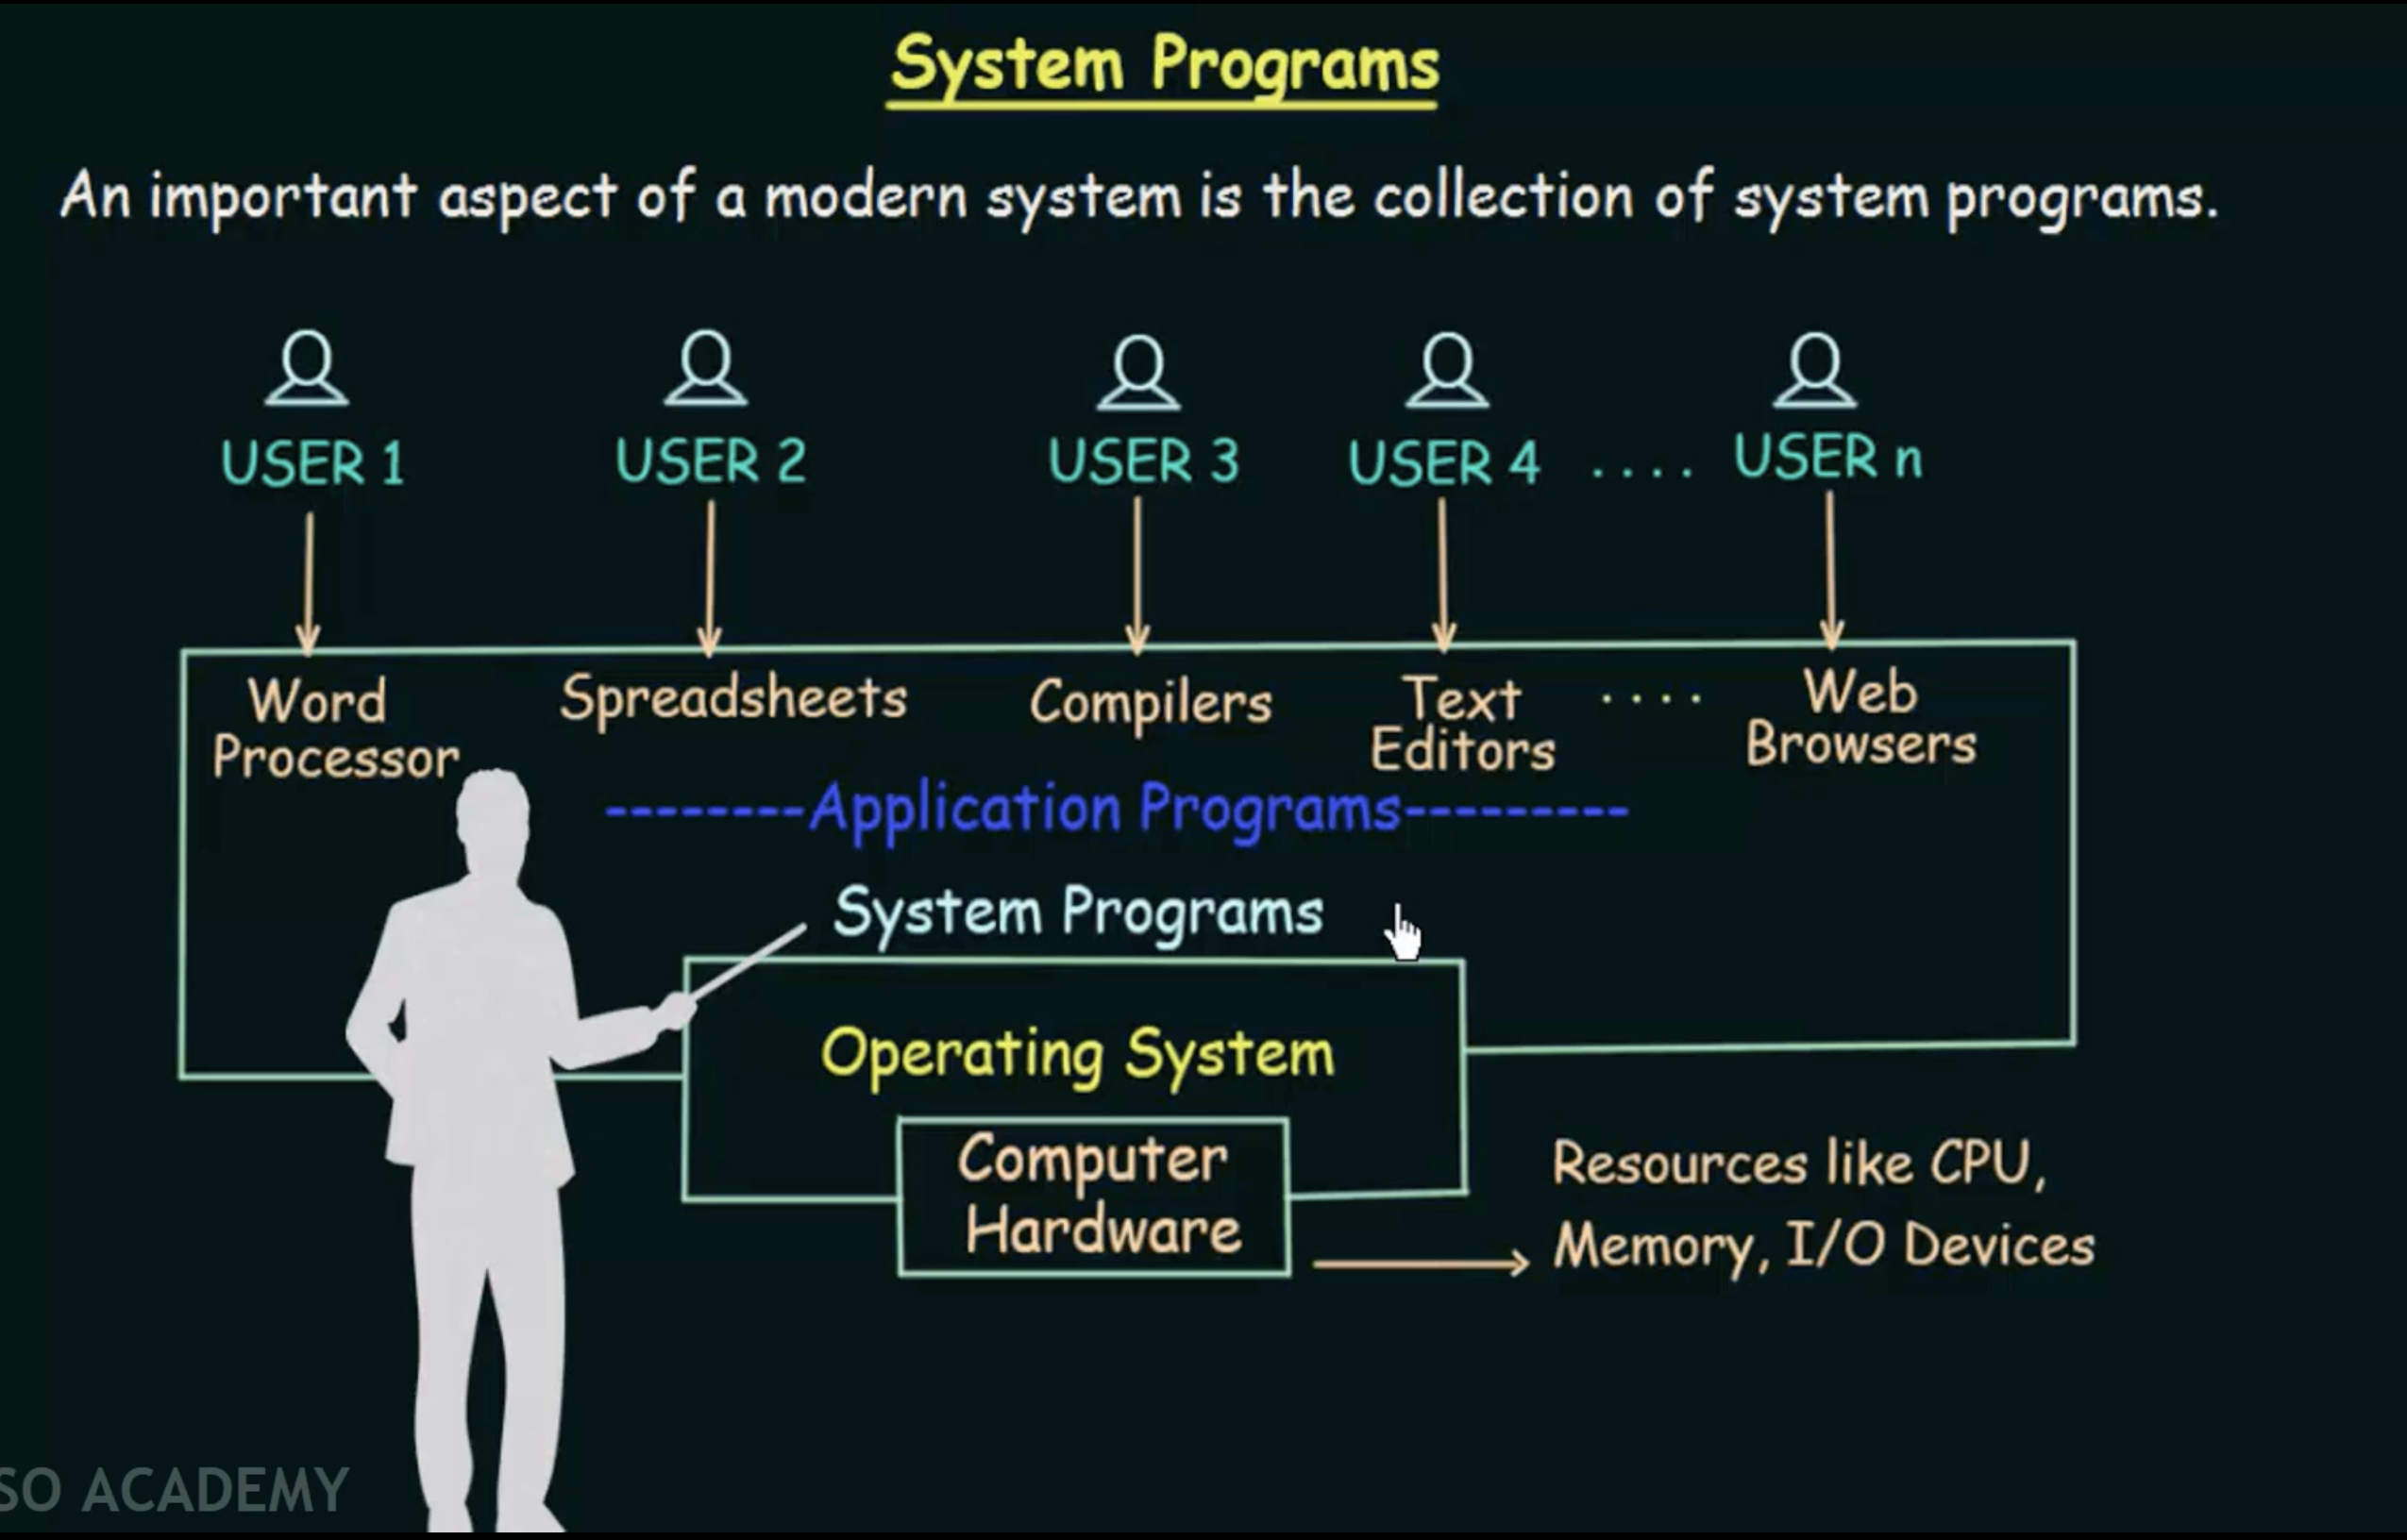 System Programs
An important aspect of a modern system is the collection of system programs.
USER 1 USER 2 USER 3 USER 4 .... USER n
Word Processor Spreadsheets Compilers Text Editors .... Web Browsers
--------Application Programs---------
System Programs
Operating System
Computer
Hardware
Resources like CPU,
Memory, I/O Devices
SO ACADEMY